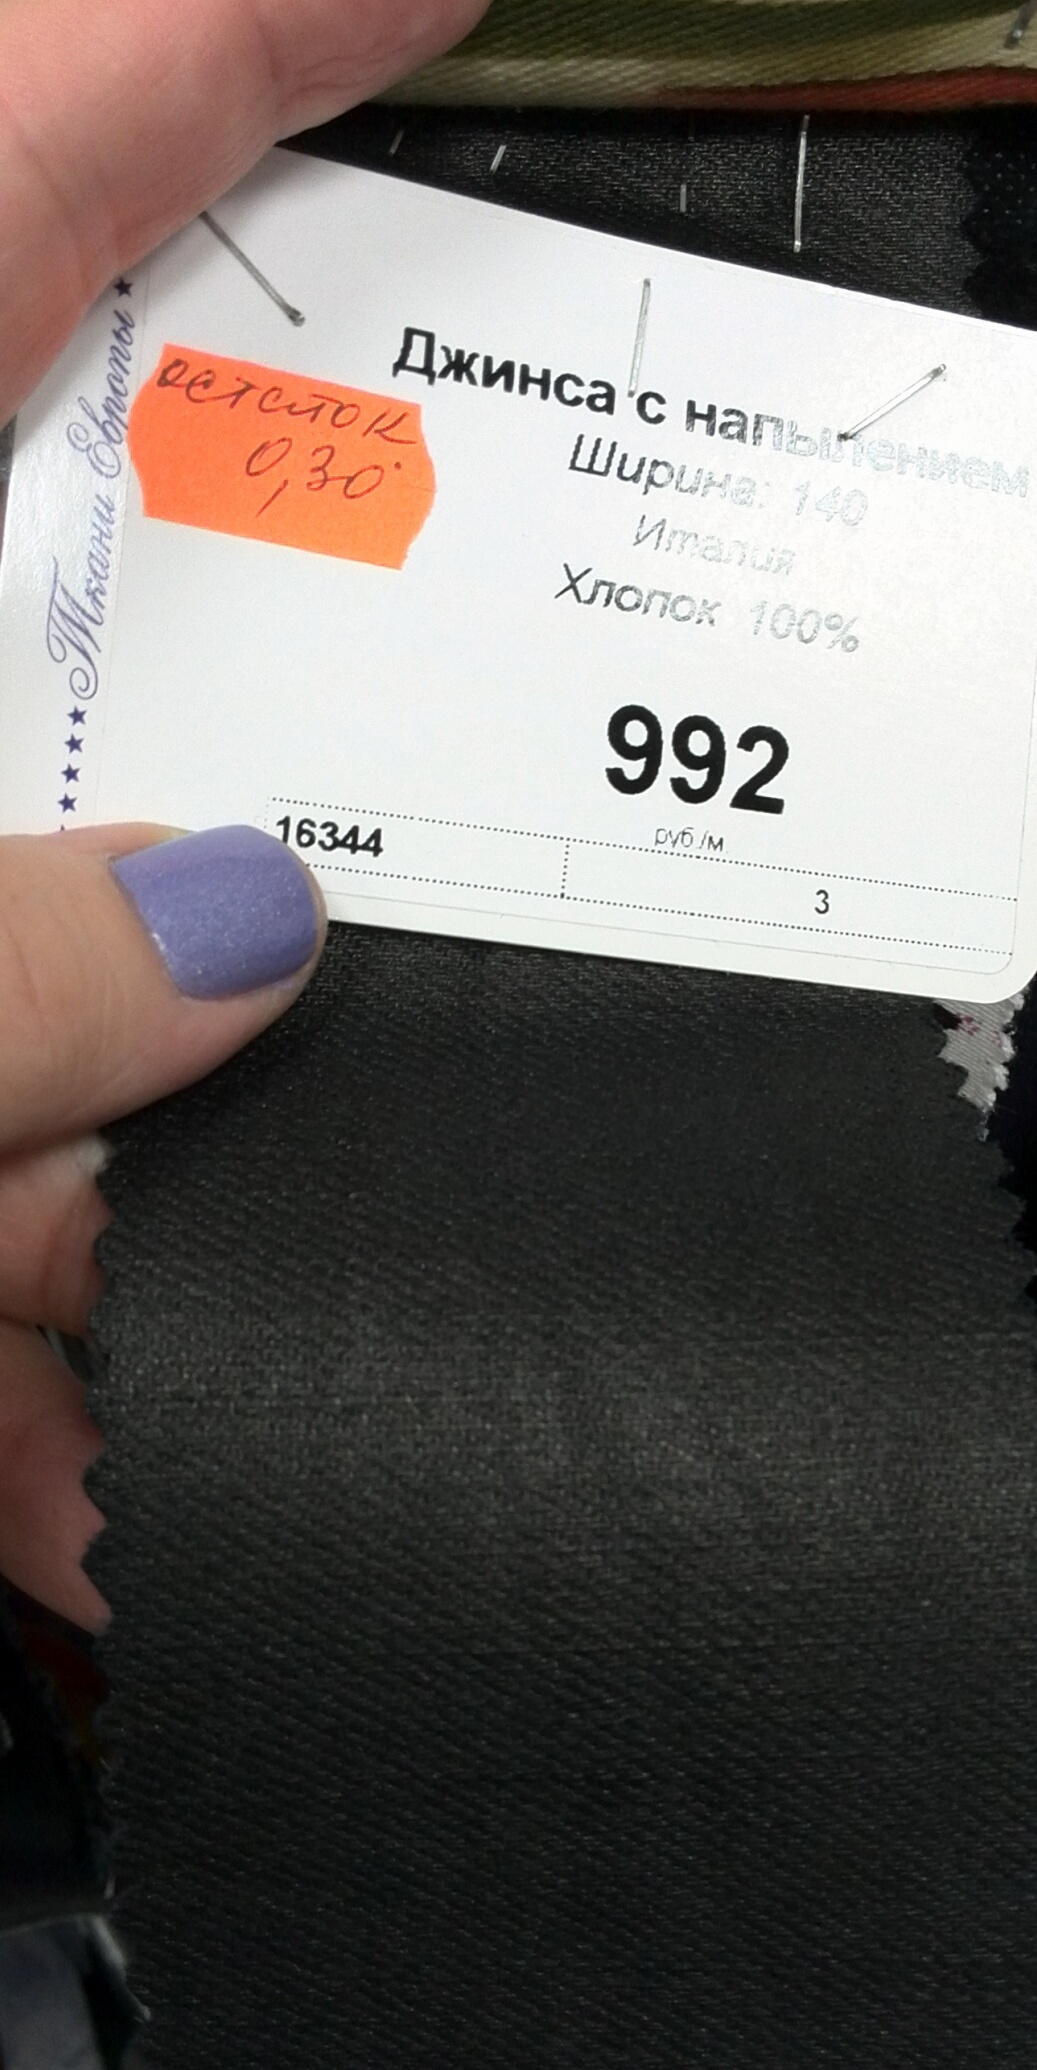 Ткани Европы
остаток
0,30
Джинса с напылением
Ширина: 140
Италия
Хлопок 100%
992
руб./м.
16344
3